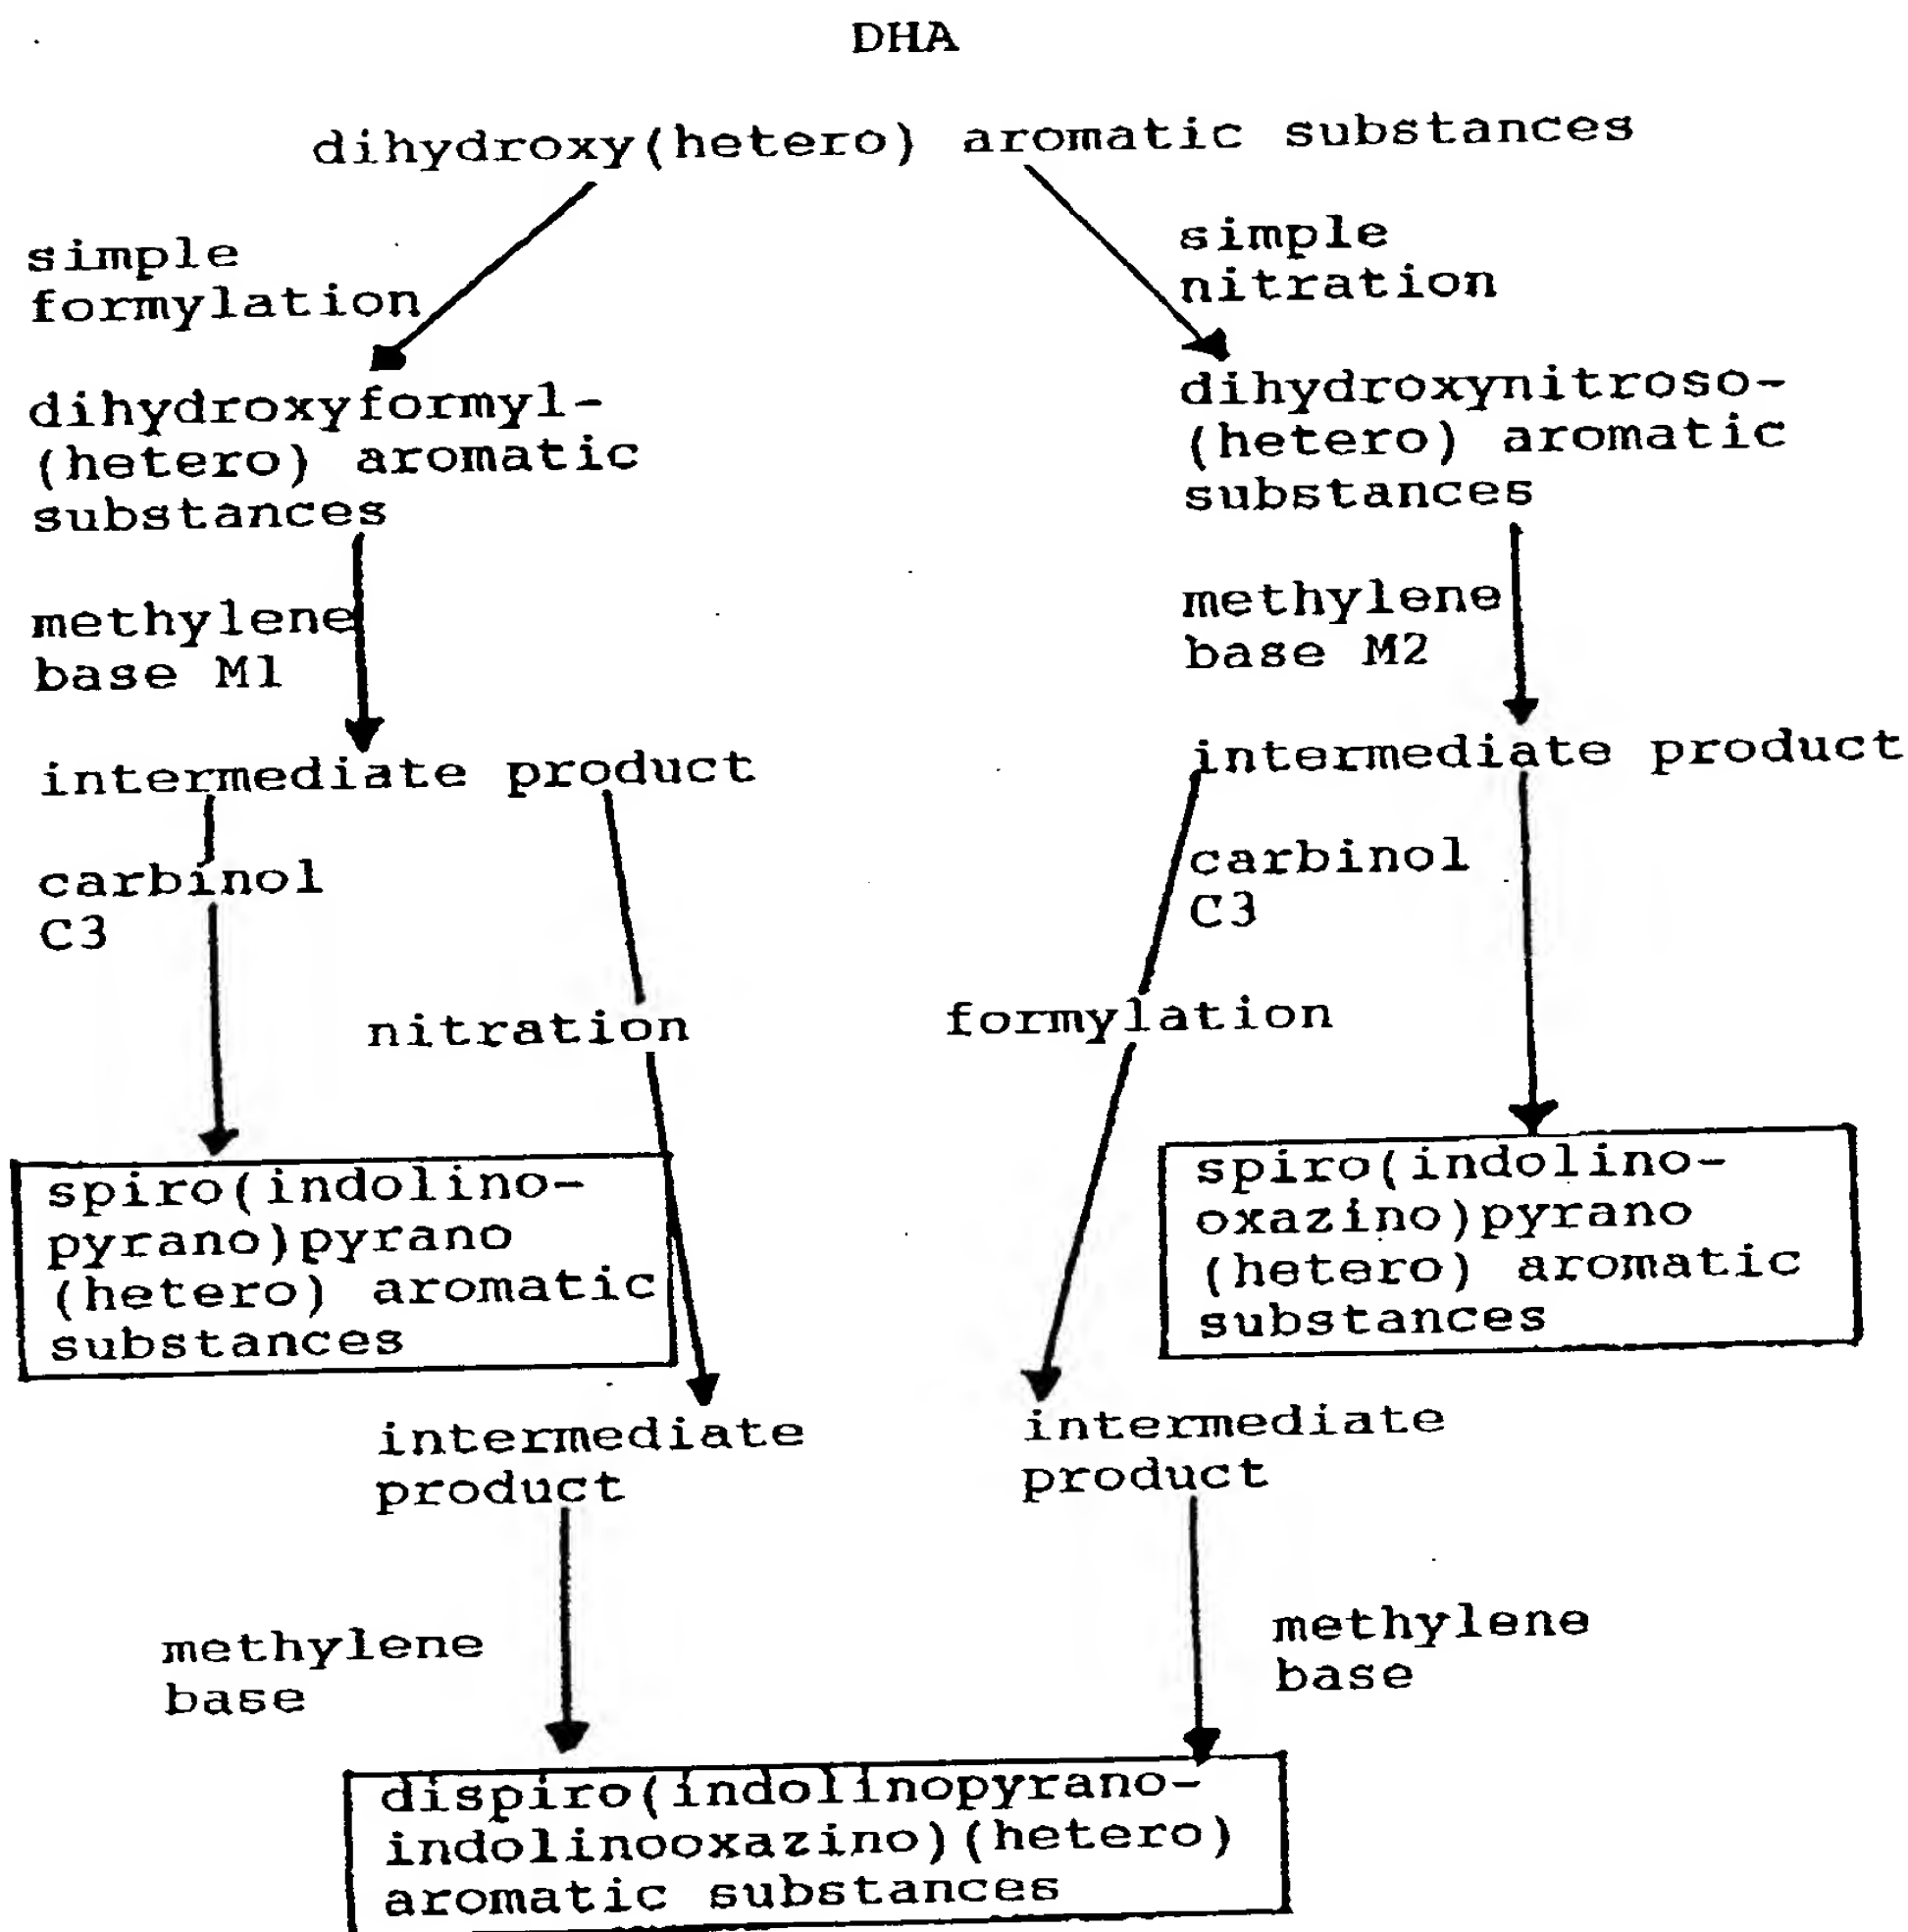 DHA
dihydroxy(hetero) aromatic substances
simple
formylation
simple
nitration
dihydroxyformyl-
(hetero) aromatic
substances
dihydroxynitroso-
(hetero) aromatic
substances
methylene
base M1
methylene
base M2
intermediate product
intermediate product
carbinol
C3
carbinol
C3
nitration
formylation
spiro(indolino-
pyrano)pyrano
(hetero) aromatic
substances
spiro(indolino-
oxazino)pyrano
(hetero) aromatic
substances
intermediate
product
intermediate
product
methylene
base
methylene
base
dispiro(indolinopyrano-
indolinooxazino)(hetero)
aromatic substances